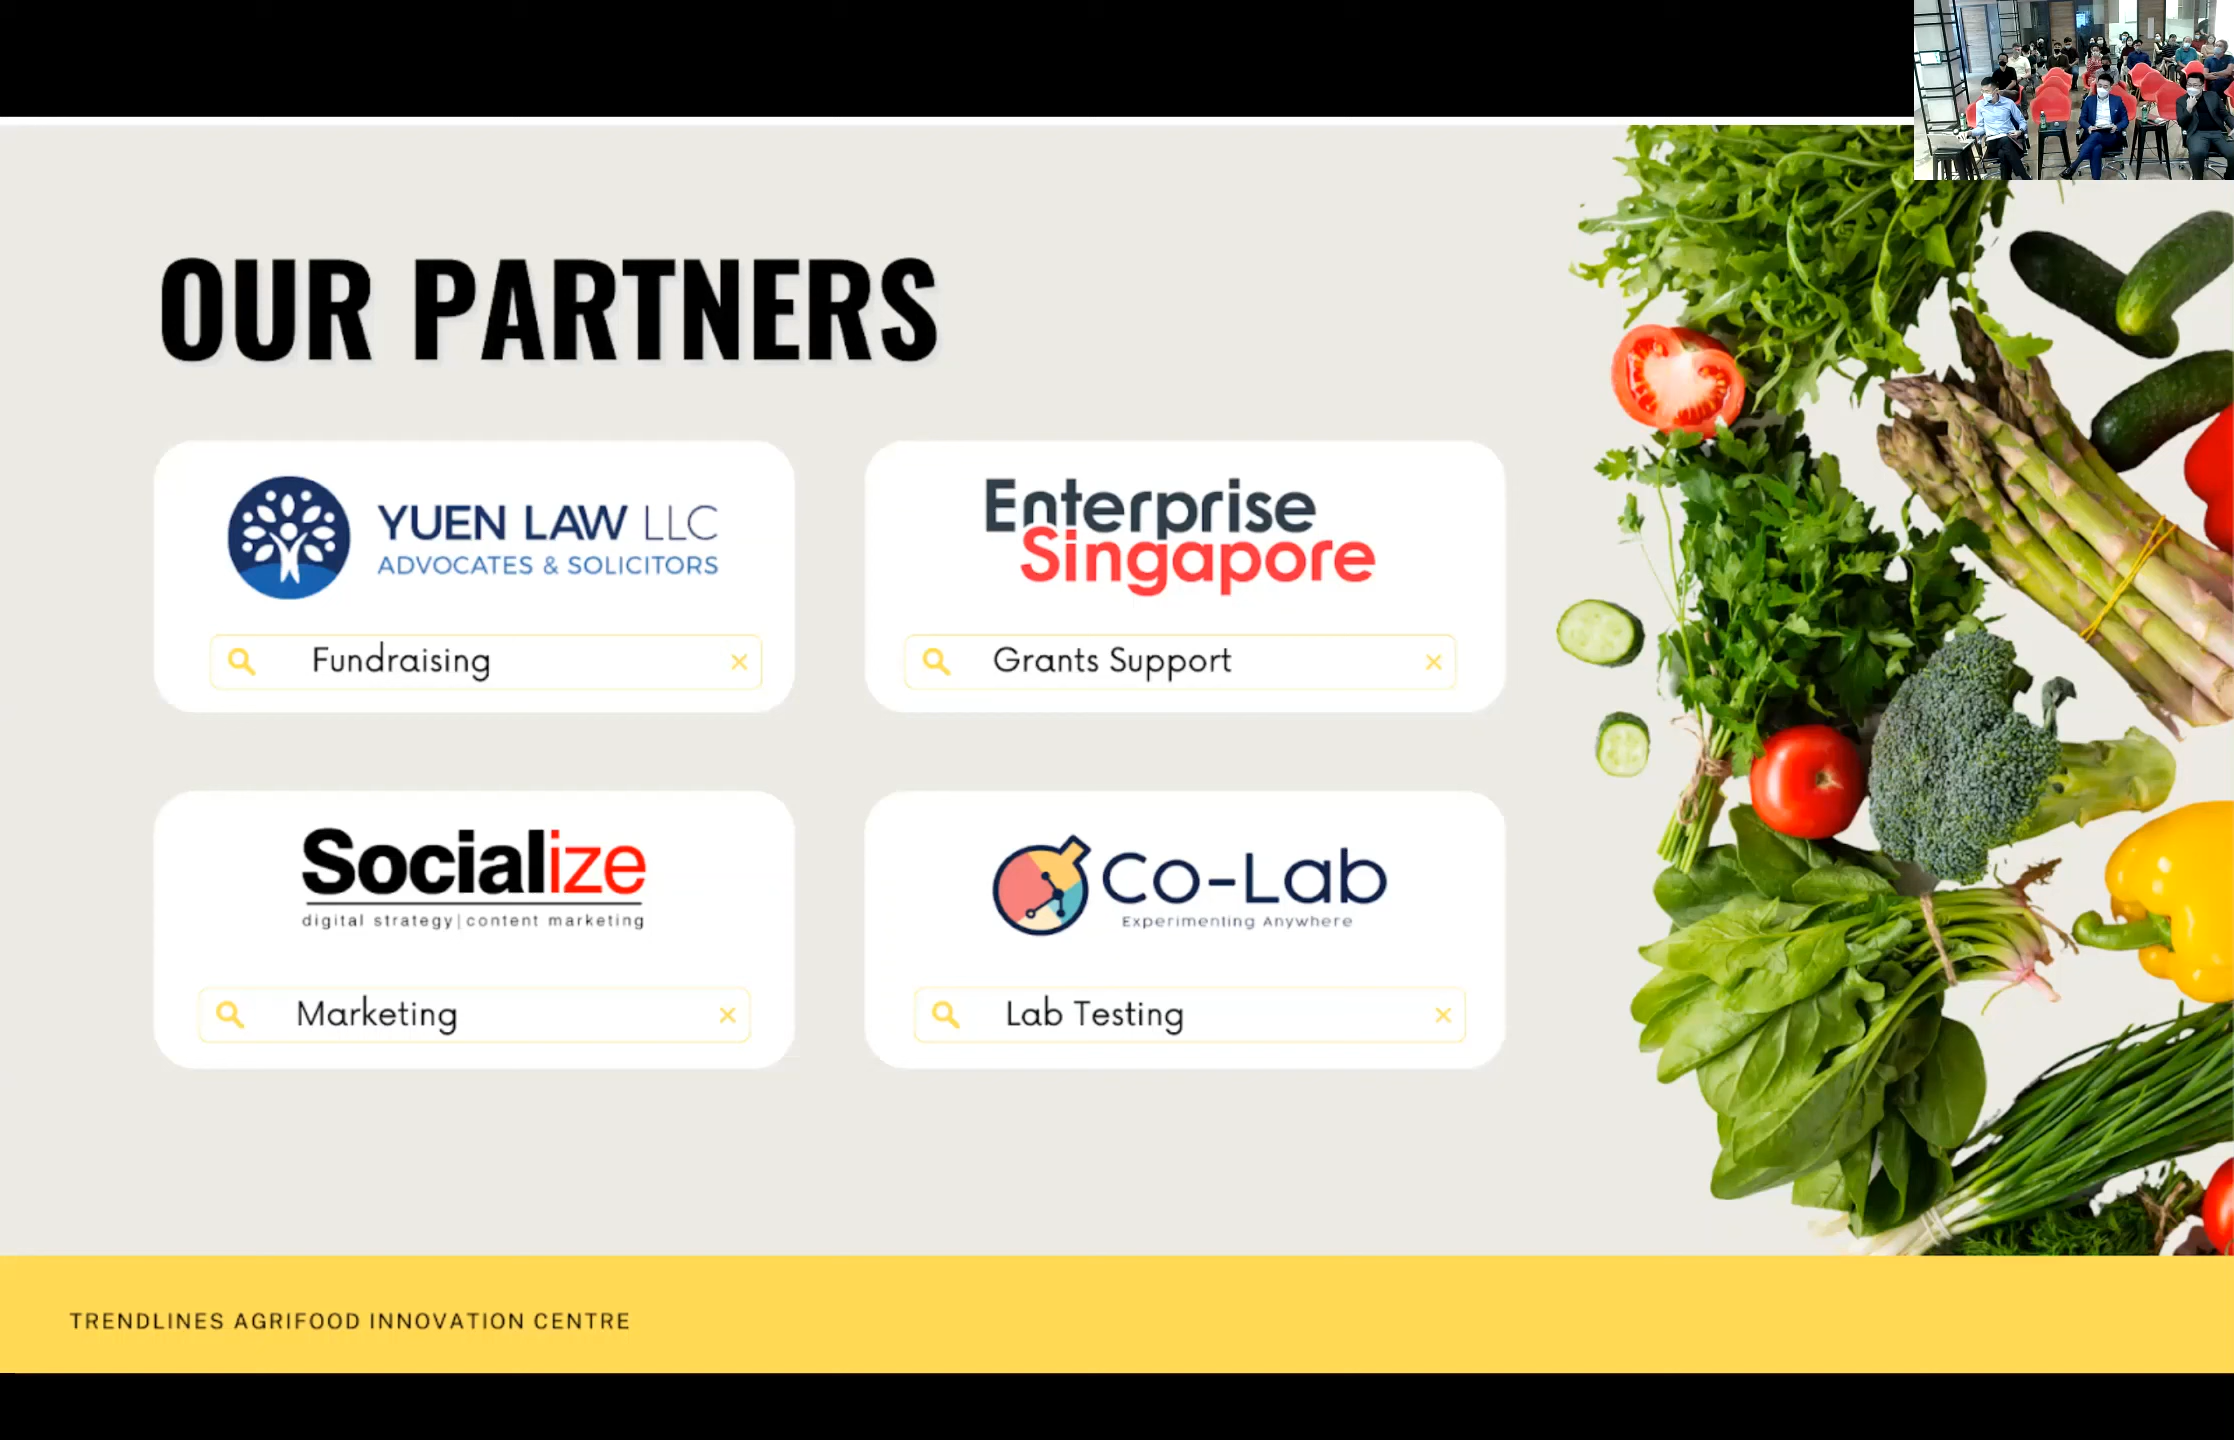 OUR PARTNERS
YUEN LAW LLC
ADVOCATES & SOLICITORS
Fundraising
Enterprise
Singapore
Grants Support
Socialize
digital strategy|content marketing
Marketing
Co-Lab
Experimenting Anywhere
Lab Testing
TRENDLINES AGRIFOOD INNOVATION CENTRE